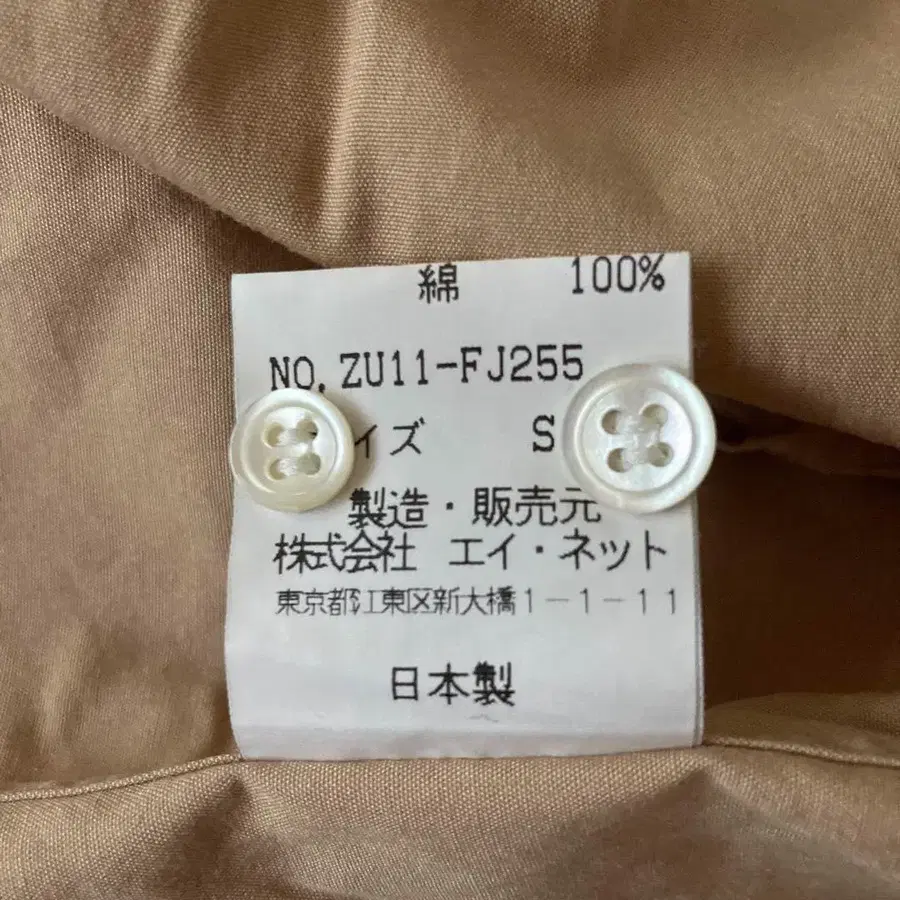 綿 100%
NO. ZU11-FJ255
イズ S
製造・販売元
株式会社 エイ・ネット
東京都江東区新大橋1-1-11
日本製